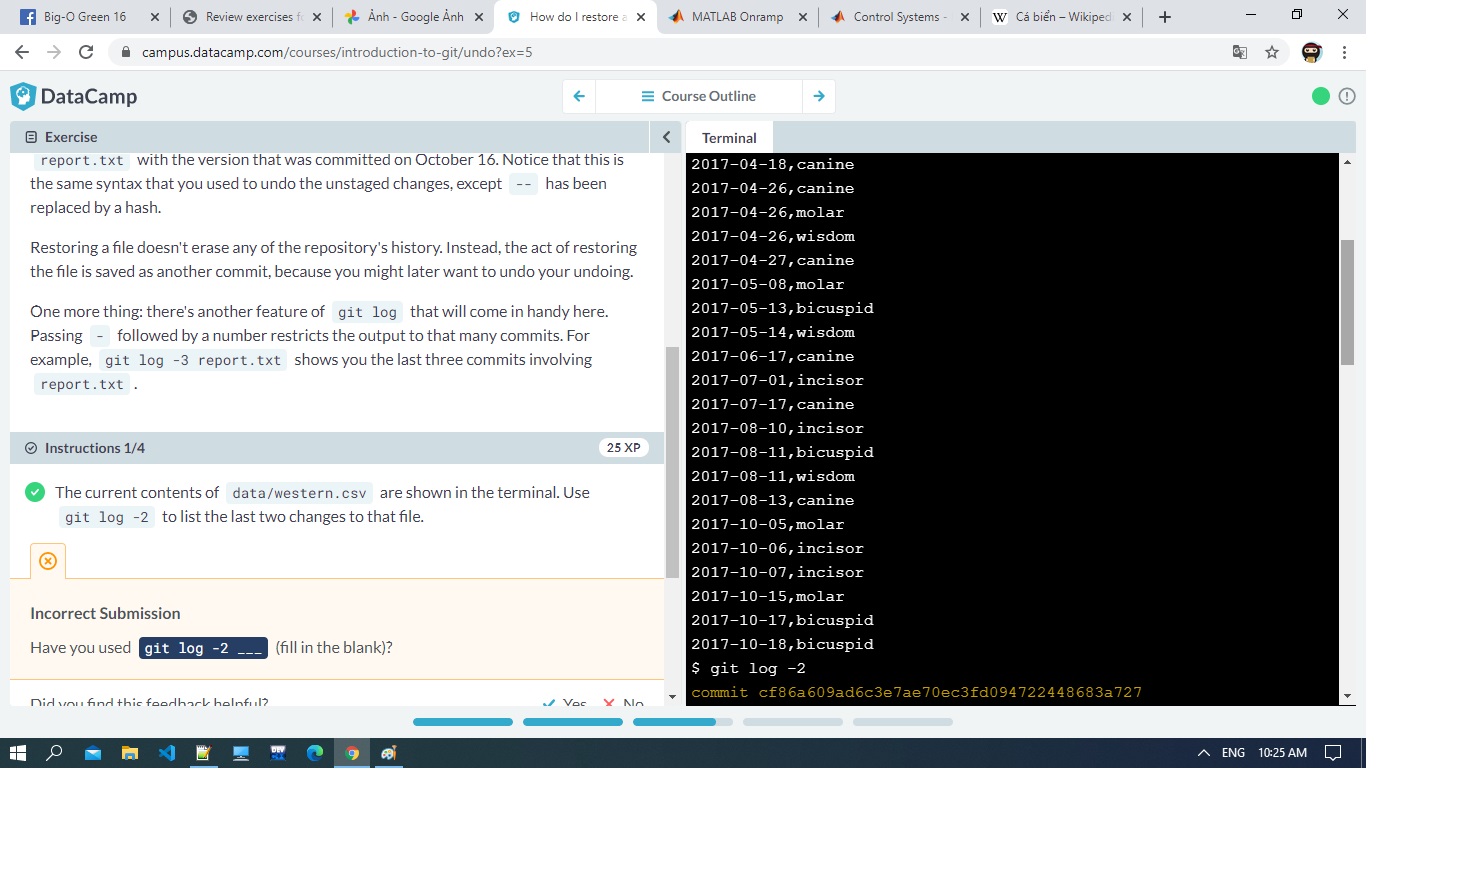 Big-O Green 16
Review exercises f
Ảnh - Google Ảnh
How do I restore a
MATLAB Onramp
Control Systems -
Cá biển – Wikiped
campus.datacamp.com/courses/introduction-to-git/undo?ex=5
DataCamp
Course Outline
Exercise
report.txt with the version that was committed on October 16. Notice that this is
the same syntax that you used to undo the unstaged changes, except -- has been
replaced by a hash.
Restoring a file doesn't erase any of the repository's history. Instead, the act of restoring
the file is saved as another commit, because you might later want to undo your undoing.
One more thing: there's another feature of git log that will come in handy here.
Passing - followed by a number restricts the output to that many commits. For
example, git log -3 report.txt shows you the last three commits involving
report.txt .
Instructions 1/4
25 XP
The current contents of data/western.csv are shown in the terminal. Use
git log -2 to list the last two changes to that file.
Incorrect Submission
Have you used git log -2 ___ (fill in the blank)?
Did you find this feedback helpful?
Yes
No
Terminal
2017-04-18,canine
2017-04-26,canine
2017-04-26,molar
2017-04-26,wisdom
2017-04-27,canine
2017-05-08,molar
2017-05-13,bicuspid
2017-05-14,wisdom
2017-06-17,canine
2017-07-01,incisor
2017-07-17,canine
2017-08-10,incisor
2017-08-11,bicuspid
2017-08-11,wisdom
2017-08-13,canine
2017-10-05,molar
2017-10-06,incisor
2017-10-07,incisor
2017-10-15,molar
2017-10-17,bicuspid
2017-10-18,bicuspid
$ git log -2
commit cf86a609ad6c3e7ae70ec3fd094722448683a727
ENG
10:25 AM